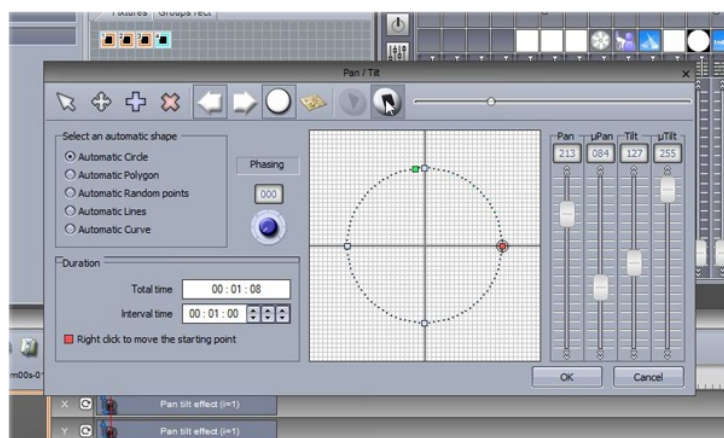 Fixtures
Groups rect
Pan / Tilt
Select an automatic shape
Automatic Circle
Automatic Polygon
Automatic Random points
Automatic Lines
Automatic Curve
Phasing
000
Duration
Total time 00 : 01 : 08
Interval time 00 : 01 : 00
Right click to move the starting point
Pan µPan Tilt µTilt
213 084 127 255
OK Cancel
X Pan tilt effect (i=1)
Y Pan tilt effect (i=1)